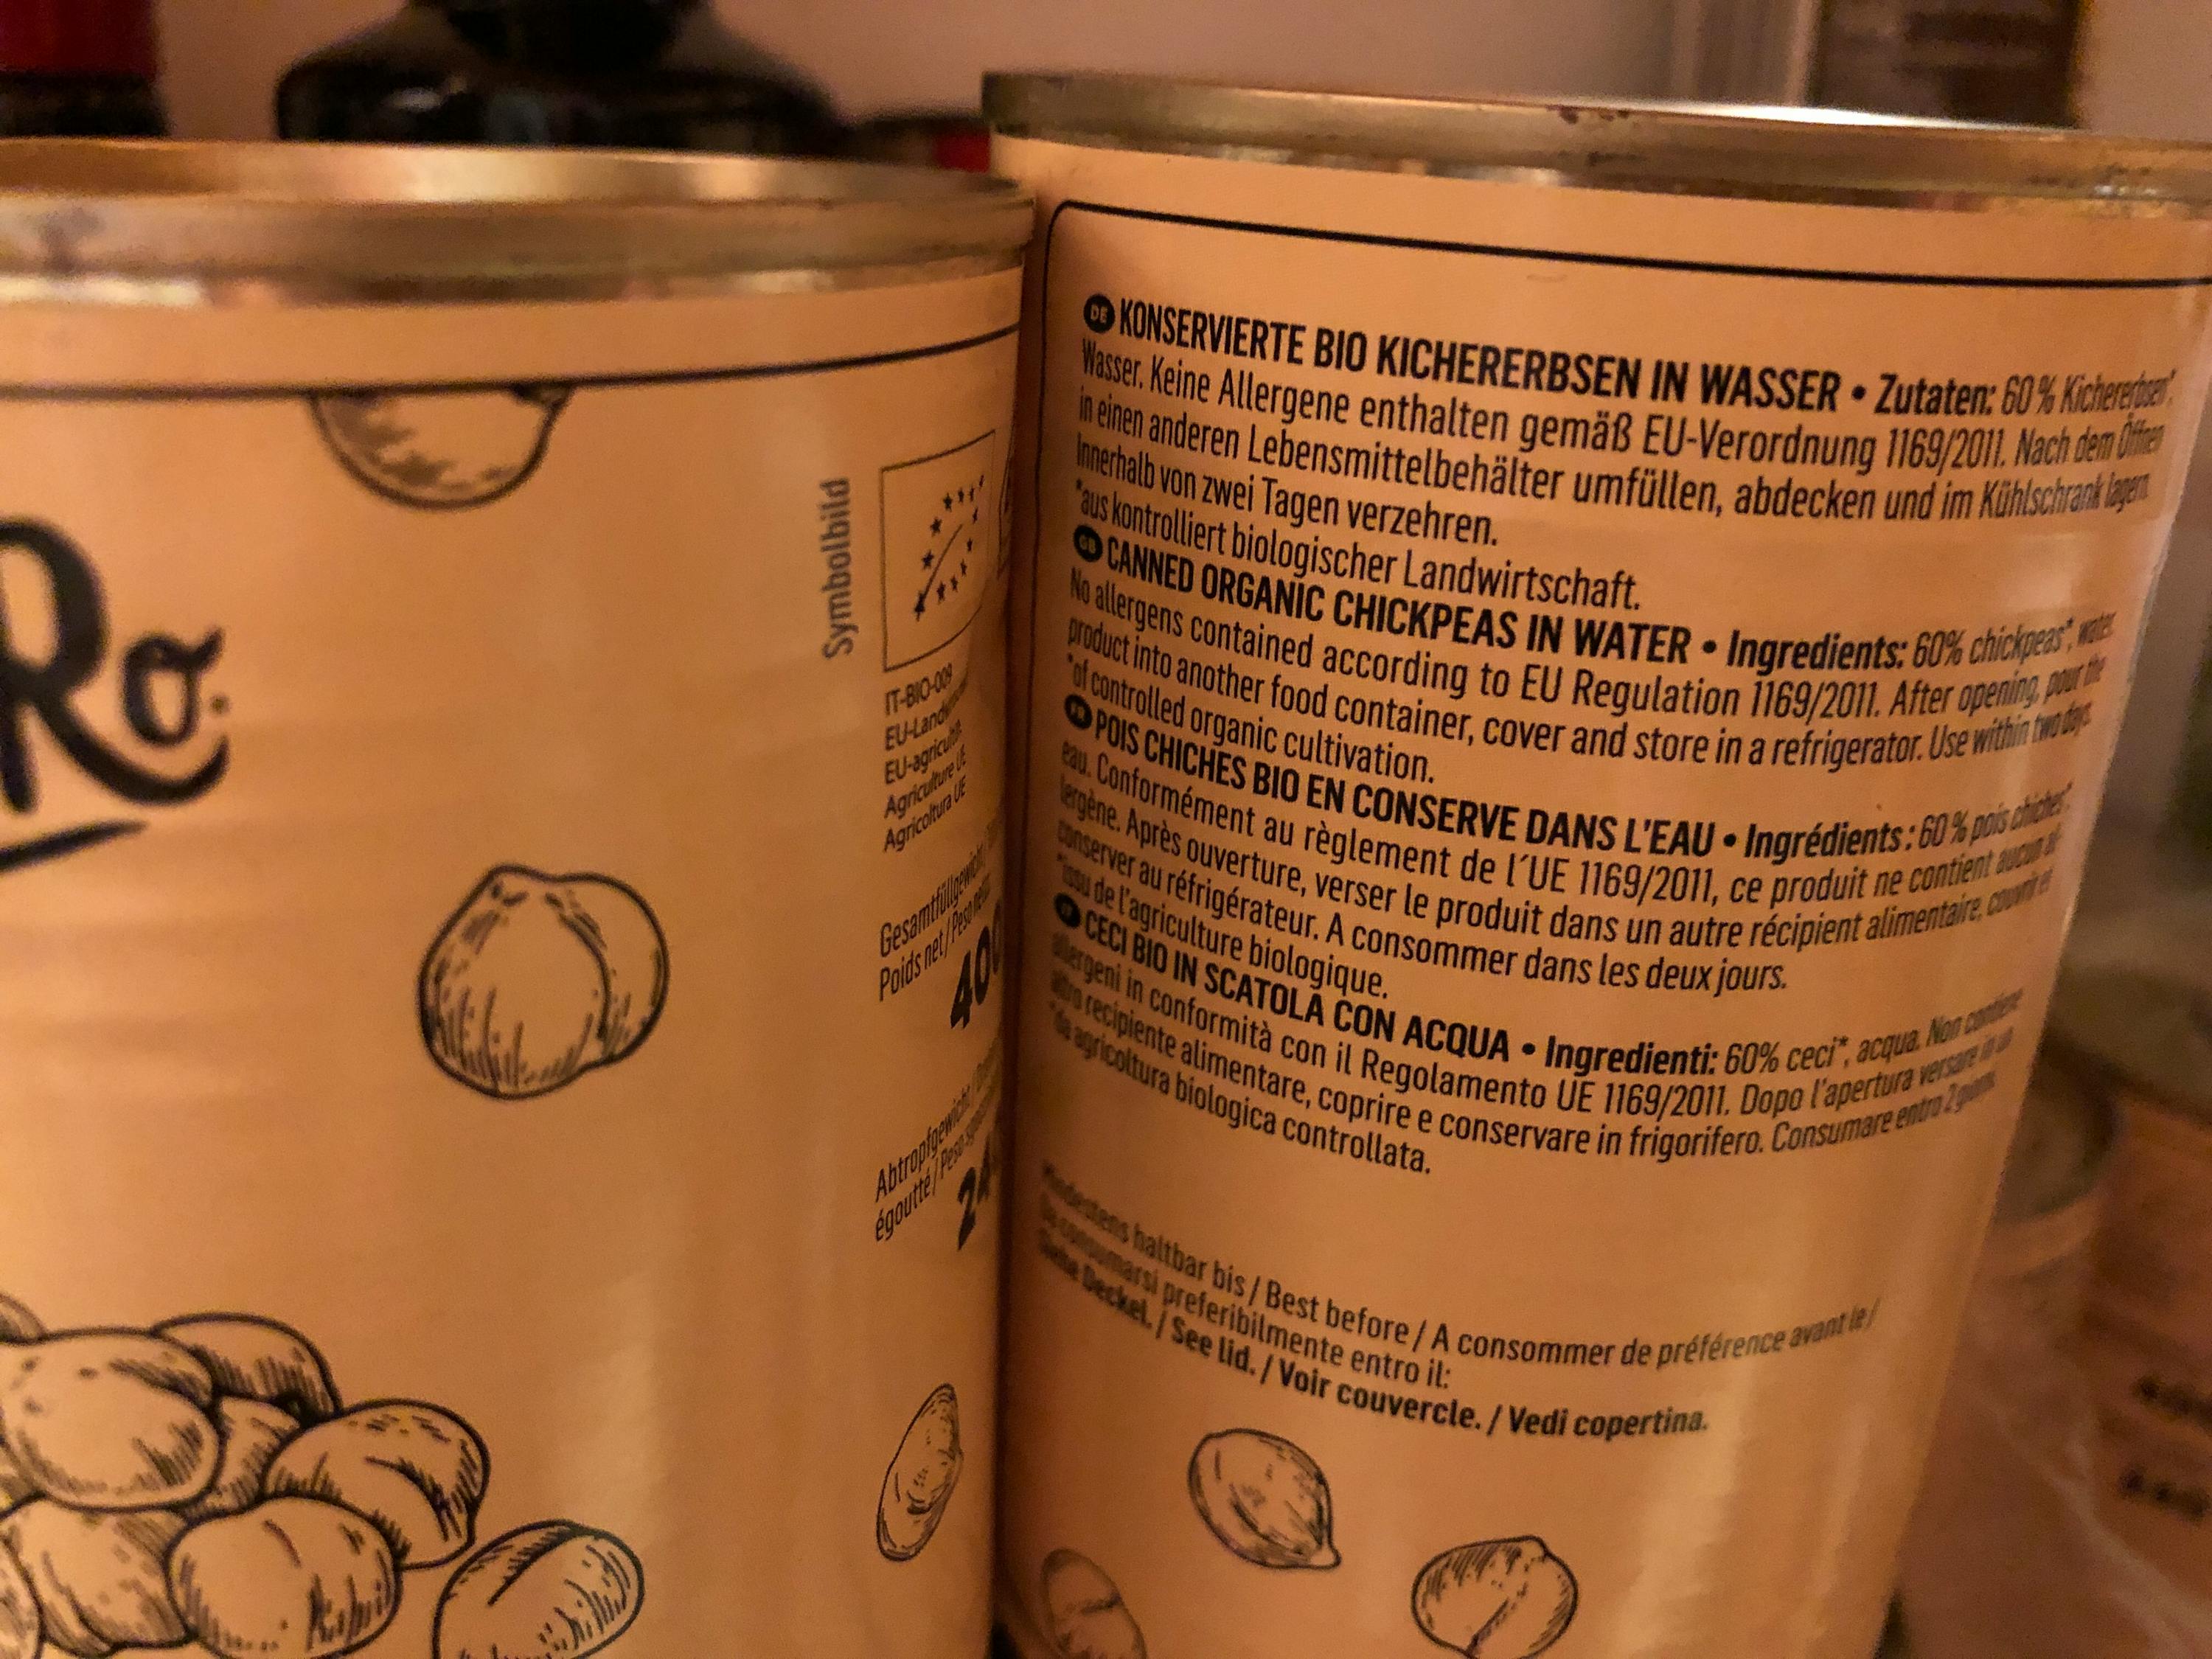 Ro.
Symbolbild
IT-BIO-009
EU-agricult
Agriculture UE
Agricoltura UE
Gesamtfüllgewicht/
Poids net/Peso netto
Abtropfgewicht/
égoutté/Peso
DE KONSERVIERTE BIO KICHERERBSEN IN WASSER • Zutaten: 60 % Kichererbsen*,
Wasser. Keine Allergene enthalten gemäß EU-Verordnung 1169/2011. Nach dem Öffnen
in einen anderen Lebensmittelbehälter umfüllen, abdecken und im Kühlschrank lagern.
Innerhalb von zwei Tagen verzehren.
*aus kontrolliert biologischer Landwirtschaft.
GB CANNED ORGANIC CHICKPEAS IN WATER • Ingredients: 60% chickpeas*, water.
No allergens contained according to EU Regulation 1169/2011. After opening, pour the
product into another food container, cover and store in a refrigerator. Use within two days.
*of controlled organic cultivation.
FR POIS CHICHES BIO EN CONSERVE DANS L'EAU • Ingrédients : 60 % pois chiches*,
eau. Conformément au règlement de l´UE 1169/2011, ce produit ne contient aucun al-
lergène. Après ouverture, verser le produit dans un autre récipient alimentaire, couvrir et
conserver au réfrigérateur. A consommer dans les deux jours.
*issu de l'agriculture biologique.
IT CECI BIO IN SCATOLA CON ACQUA • Ingredienti: 60% ceci*, acqua. Non contiene
allergeni in conformità con il Regolamento UE 1169/2011. Dopo l'apertura versare in un
altro recipiente alimentare, coprire e conservare in frigorifero. Consumare entro 2 giorni.
*da agricoltura biologica controllata.
Mindestens haltbar bis / Best before / A consommer de préférence avant le /
Da consumarsi preferibilmente entro il:
Siehe Deckel. / See lid. / Voir couvercle. / Vedi copertina.